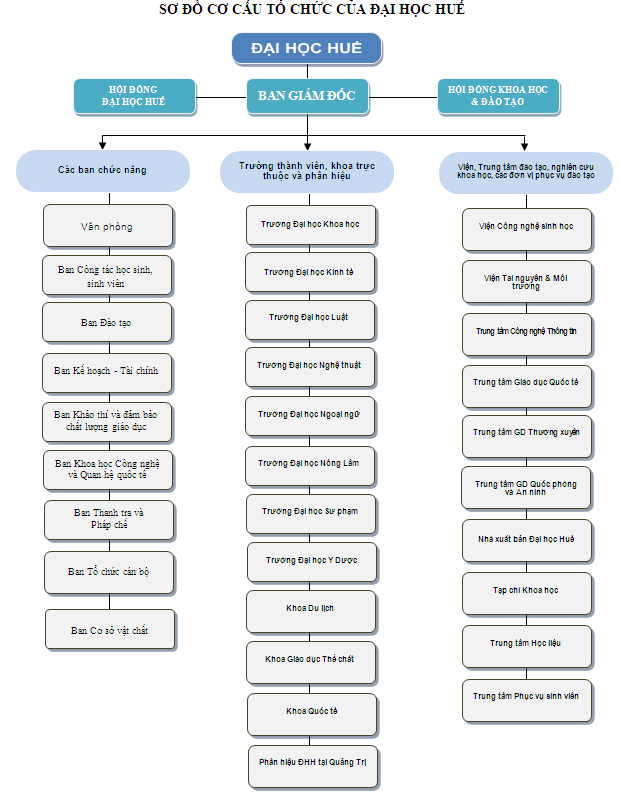 SƠ ĐỒ CƠ CẤU TỔ CHỨC CỦA ĐẠI HỌC HUẾ
ĐẠI HỌC HUẾ
HỘI ĐỒNG
ĐẠI HỌC HUẾ
BAN GIÁM ĐỐC
HỘI ĐỒNG KHOA HỌC
& ĐÀO TẠO
Các ban chức năng
Văn phòng
Ban Công tác học sinh,
sinh viên
Ban Đào tạo
Ban Kế hoạch - Tài chính
Ban Khảo thí và đảm bảo
chất lượng giáo dục
Ban Khoa học Công nghệ
và Quan hệ quốc tế
Ban Thanh tra và
Pháp chế
Ban Tổ chức cán bộ
Ban Cơ sở vật chất
Trường thành viên, khoa trực
thuộc và phân hiệu
Trường Đại học Khoa học
Trường Đại học Kinh tế
Trường Đại học Luật
Trường Đại học Nghệ thuật
Trường Đại học Ngoại ngữ
Trường Đại học Nông Lâm
Trường Đại học Sư phạm
Trường Đại học Y Dược
Khoa Du lịch
Khoa Giáo dục Thể chất
Khoa Quốc tế
Phân hiệu ĐHH tại Quảng Trị
Viện, Trung tâm đào tạo, nghiên cứu
khoa học, các đơn vị phục vụ đào tạo
Viện Công nghệ sinh học
Viện Tài nguyên & Môi
trường
Trung tâm Công nghệ Thông tin
Trung tâm Giáo dục Quốc tế
Trung tâm GD Thường xuyên
Trung tâm GD Quốc phòng
và An ninh
Nhà xuất bản Đại học Huế
Tạp chí Khoa học
Trung tâm Học liệu
Trung tâm Phục vụ sinh viên